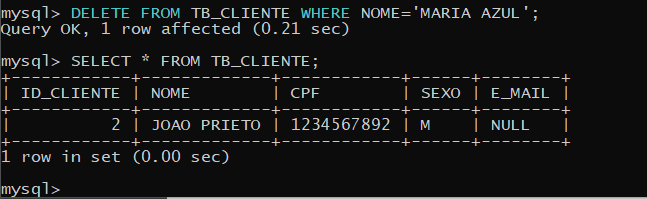 mysql> DELETE FROM TB_CLIENTE WHERE NOME='MARIA AZUL';
Query OK, 1 row affected (0.21 sec)
mysql> SELECT * FROM TB_CLIENTE;
+------------+-------------+------------+------+--------+
| ID_CLIENTE | NOME        | CPF        | SEXO | E_MAIL |
+------------+-------------+------------+------+--------+
|          2 | JOAO PRIETO | 1234567892 | M    | NULL   |
+------------+-------------+------------+------+--------+
1 row in set (0.00 sec)
mysql>